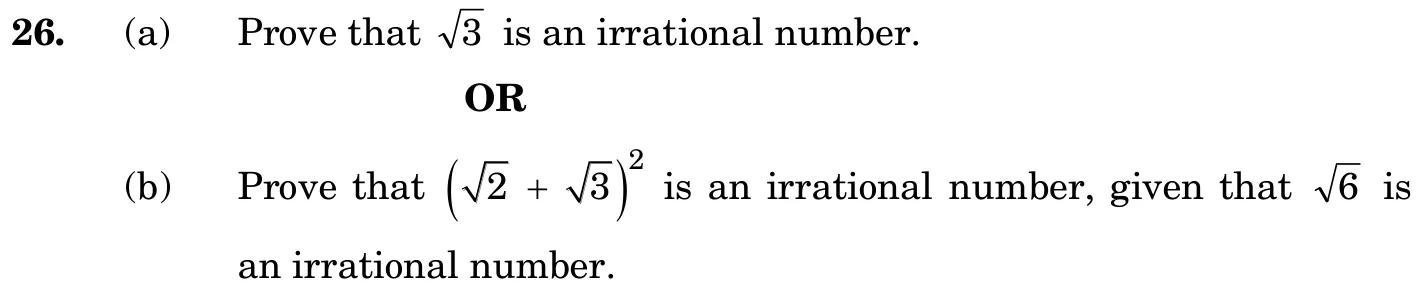 26. (a) Prove that √3 is an irrational number.
OR
(b) Prove that (√2 + √3)² is an irrational number, given that √6 is
an irrational number.